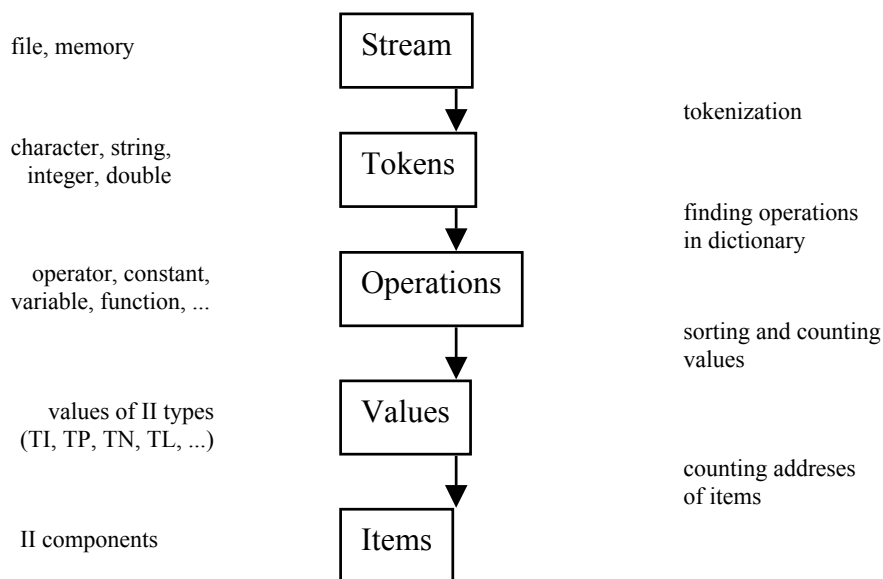 file, memory
Stream
tokenization
character, string,
integer, double
Tokens
finding operations
in dictionary
operator, constant,
variable, function, ...
Operations
sorting and counting
values
values of II types
(TI, TP, TN, TL, ...)
Values
counting addreses
of items
II components
Items